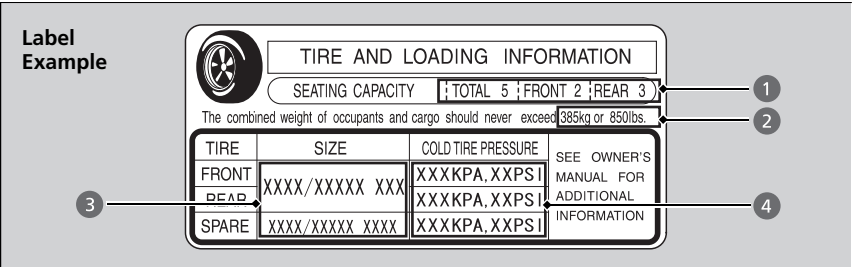 Label
Example
TIRE AND LOADING INFORMATION
SEATING CAPACITY TOTAL 5 FRONT 2 REAR 3
1
The combined weight of occupants and cargo should never exceed 385kg or 850lbs.
2
TIRE SIZE COLD TIRE PRESSURE
SEE OWNER'S
MANUAL FOR
ADDITIONAL
INFORMATION
FRONT XXXX/XXXXX XXX XXXKPA,XXPSI
REAR XXXKPA,XXPSI
SPARE XXXX/XXXXX XXXX XXXKPA,XXPSI
3
4